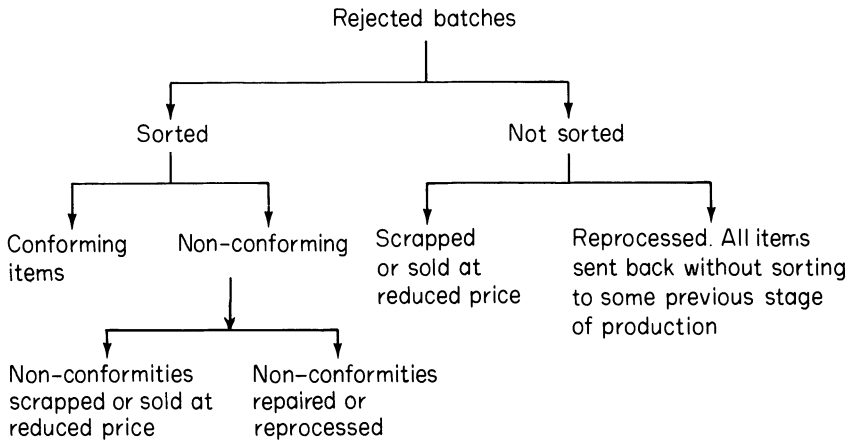 Rejected batches
Sorted
Not sorted
Conforming
items
Non-conforming
Scrapped
or sold at
reduced price
Reprocessed. All items
sent back without sorting
to some previous stage
of production
Non-conformities
scrapped or sold at
reduced price
Non-conformities
repaired or
reprocessed